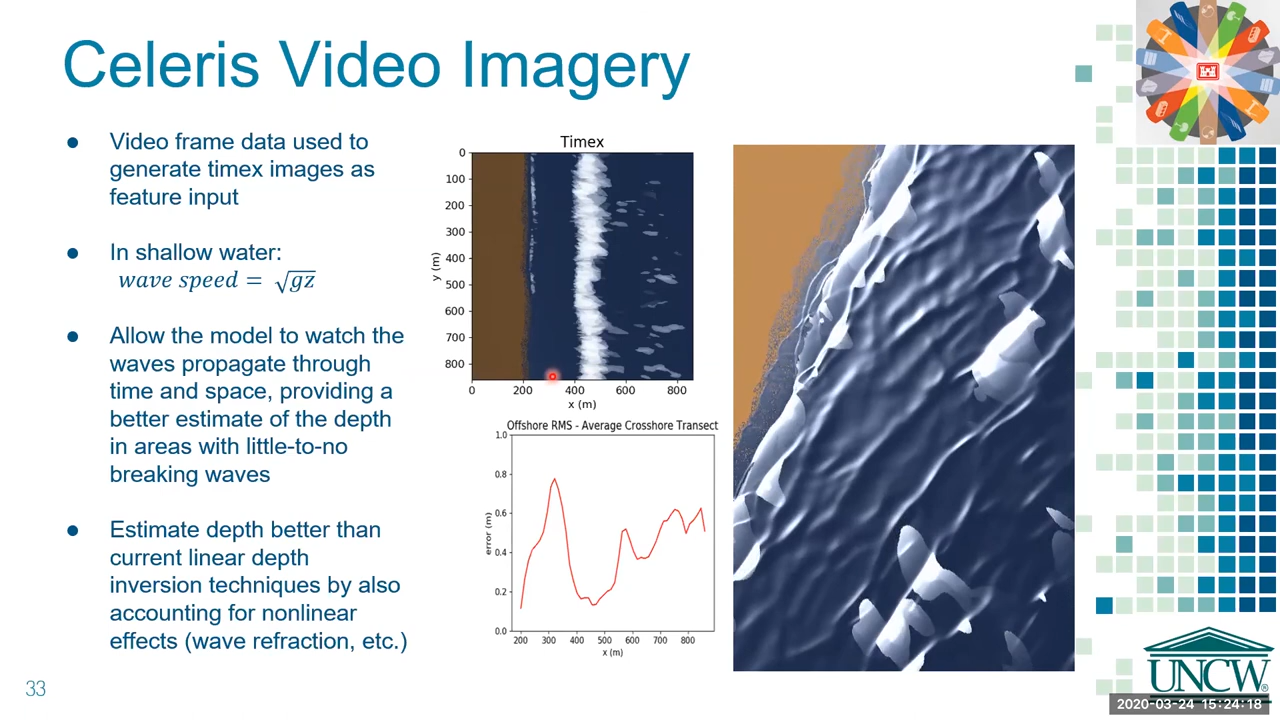 Celeris Video Imagery
● Video frame data used to
generate timex images as
feature input
● In shallow water:
wave speed = √gz
● Allow the model to watch the
waves propagate through
time and space, providing a
better estimate of the depth
in areas with little-to-no
breaking waves
● Estimate depth better than
current linear depth
inversion techniques by also
accounting for nonlinear
effects (wave refraction, etc.)
33
Timex
0
100
200
300
400
500
600
700
800
y (m)
0 200 400 600 800
x (m)
Offshore RMS - Average Crosshore Transect
1.0
0.8
0.6
0.4
0.2
0.0
error (m)
200 300 400 500 600 700 800
x (m)
UNCW®
2020-03-24 15:24:18